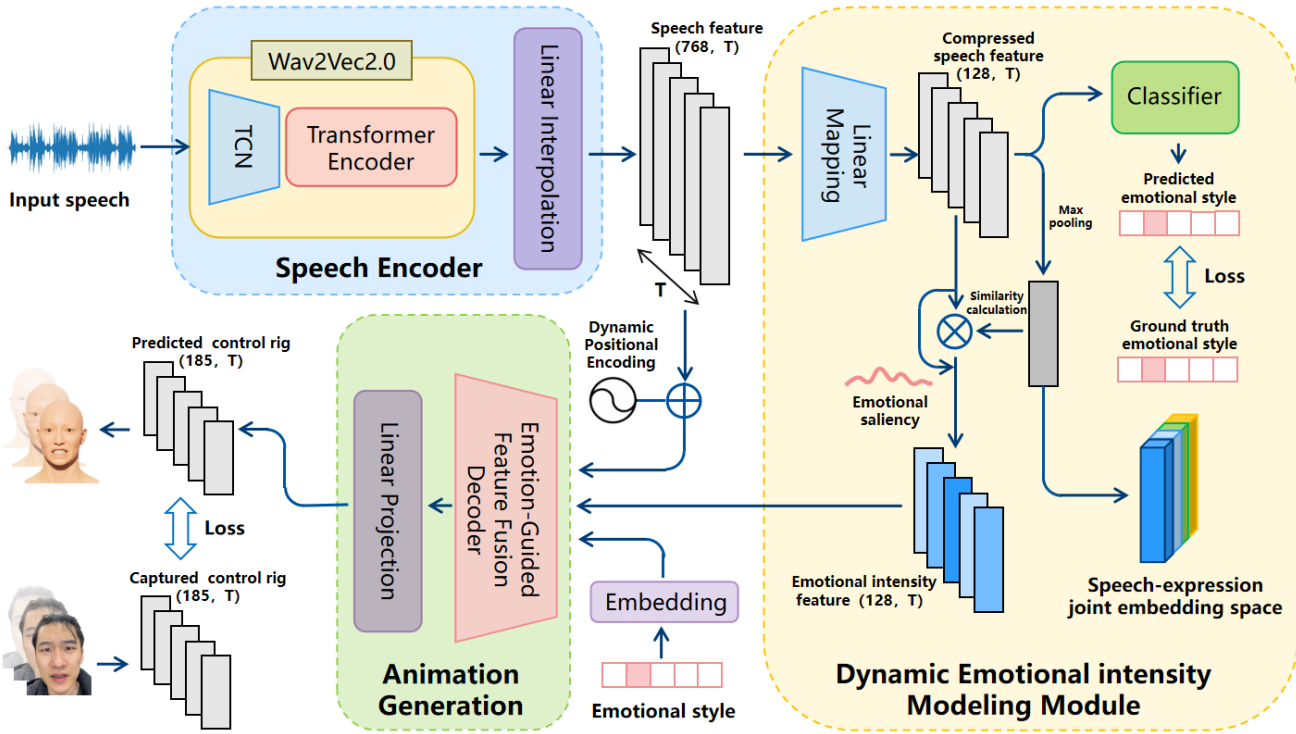 Wav2Vec2.0
TCN
Transformer
Encoder
Linear Interpolation
Input speech
Speech Encoder
Speech feature
(768, T)
T
Linear
Mapping
Compressed
speech feature
(128, T)
Classifier
Predicted
emotional style
Max
pooling
Loss
Ground truth
emotional style
Similarity
calculation
Emotional
saliency
Emotional intensity
feature (128, T)
Speech-expression
joint embedding space
Dynamic Emotional intensity
Modeling Module
Dynamic
Positional
Encoding
Predicted control rig
(185, T)
Loss
Captured control rig
(185, T)
Linear Projection
Emotion-Guided
Feature Fusion
Decoder
Animation
Generation
Embedding
Emotional style